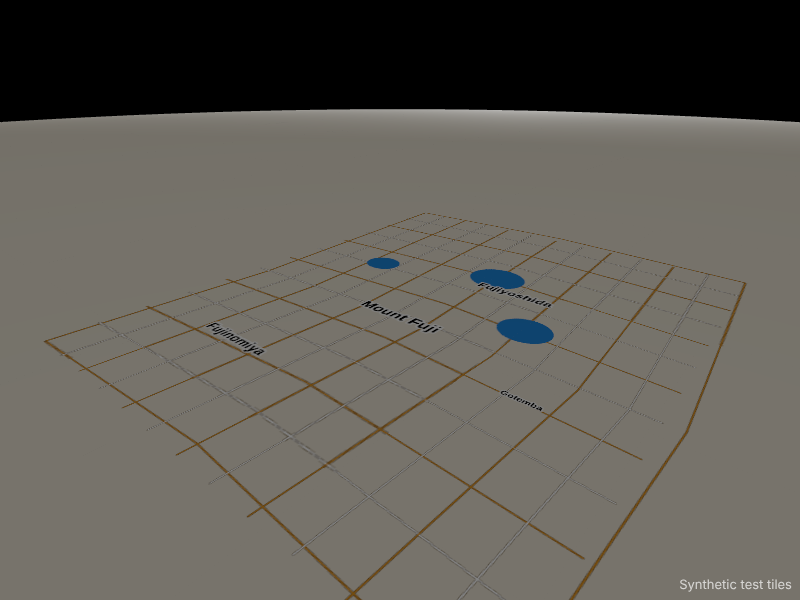 Fujiyoshida
Mount Fuji
Fujinomiya
Gotemba
Synthetic test tiles